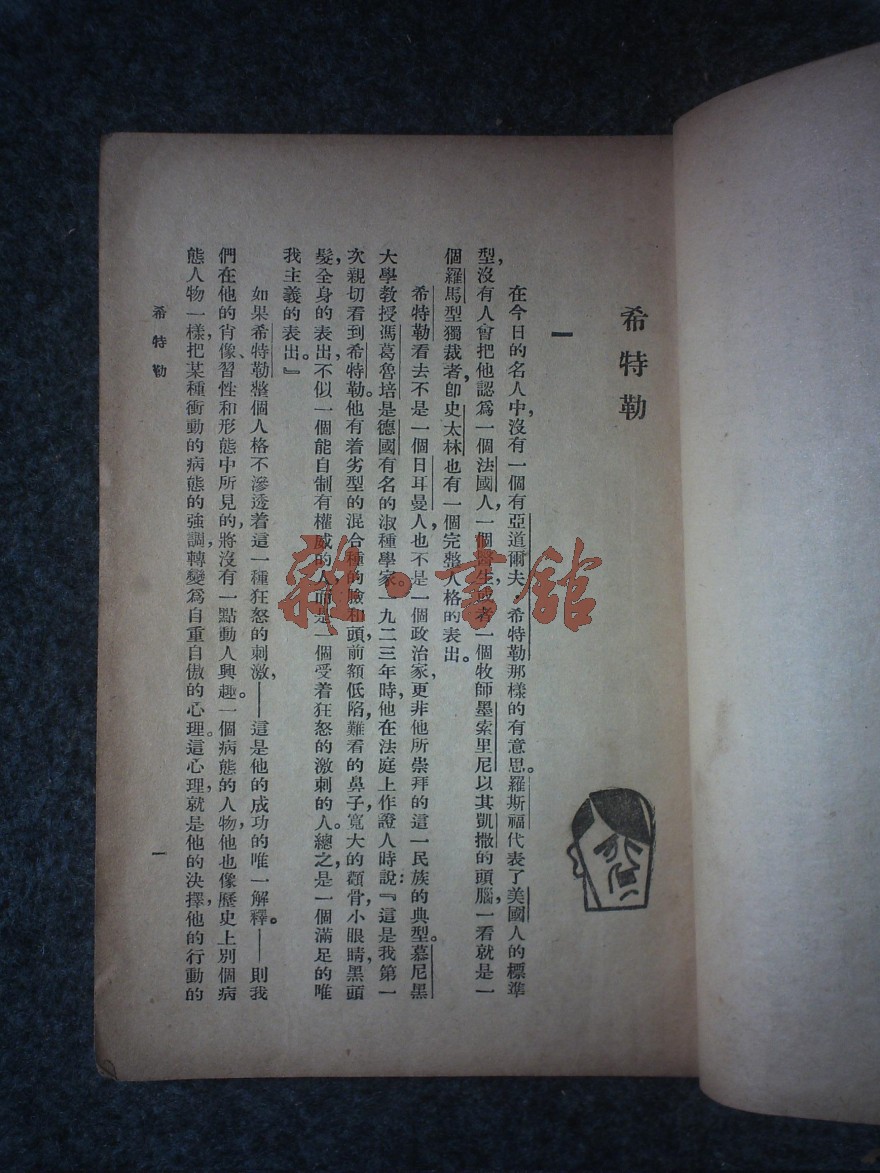 希特勒
一
在今日的名人中，沒有一個有亞道爾夫　希特勒那樣的有意思。羅斯福代表了美國人的標準
型，沒有人會把他認爲一個法國人，一個醫生，或者一個牧師墨索里尼以其凱撒的頭腦，一看就是一
個羅馬型獨裁者，卽史太林也有一個完整人格的表出。
希特勒看去不是一個日耳曼人，也不是一個政治家，更非他所崇拜的這一民族的典型。慕尼黑
大學教授馮葛魯培是德國有名的淑種學家。一九二三年時，他在法庭上作證人時說：『這是我第一
次親切看到希特勒。他有着劣型的混合種的臉和頭，前額低陷，難看的鼻子，寬大的顴骨，小眼睛，黑頭
髮，全身的表出，不似一個能自制有權威的人，而是一個受着狂怒的激刺的人。總之，是一個滿足的唯
我主義的表出。』
如果希特勒整個人格不滲透着這一種狂怒的刺激，——這是他的成功的唯一解釋。——則我
們在他的肖像、習性和形態中所見的，將沒有一點動人興趣。一個病態的人物，他也像歷史上別個病
態人物一樣，把某種衝動的病態的強調，轉變爲自重自傲的心理。這心理，就是他的決擇，他的行動的
希特勒
一
雜·書館